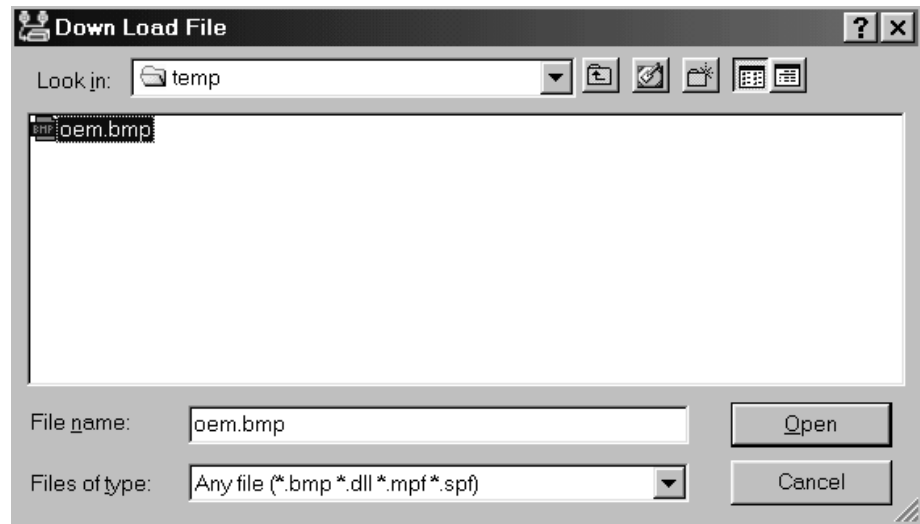 Down Load File
Look in: temp
BMP oem.bmp
File name: oem.bmp
Open
Files of type: Any file (*.bmp *.dll *.mpf *.spf)
Cancel